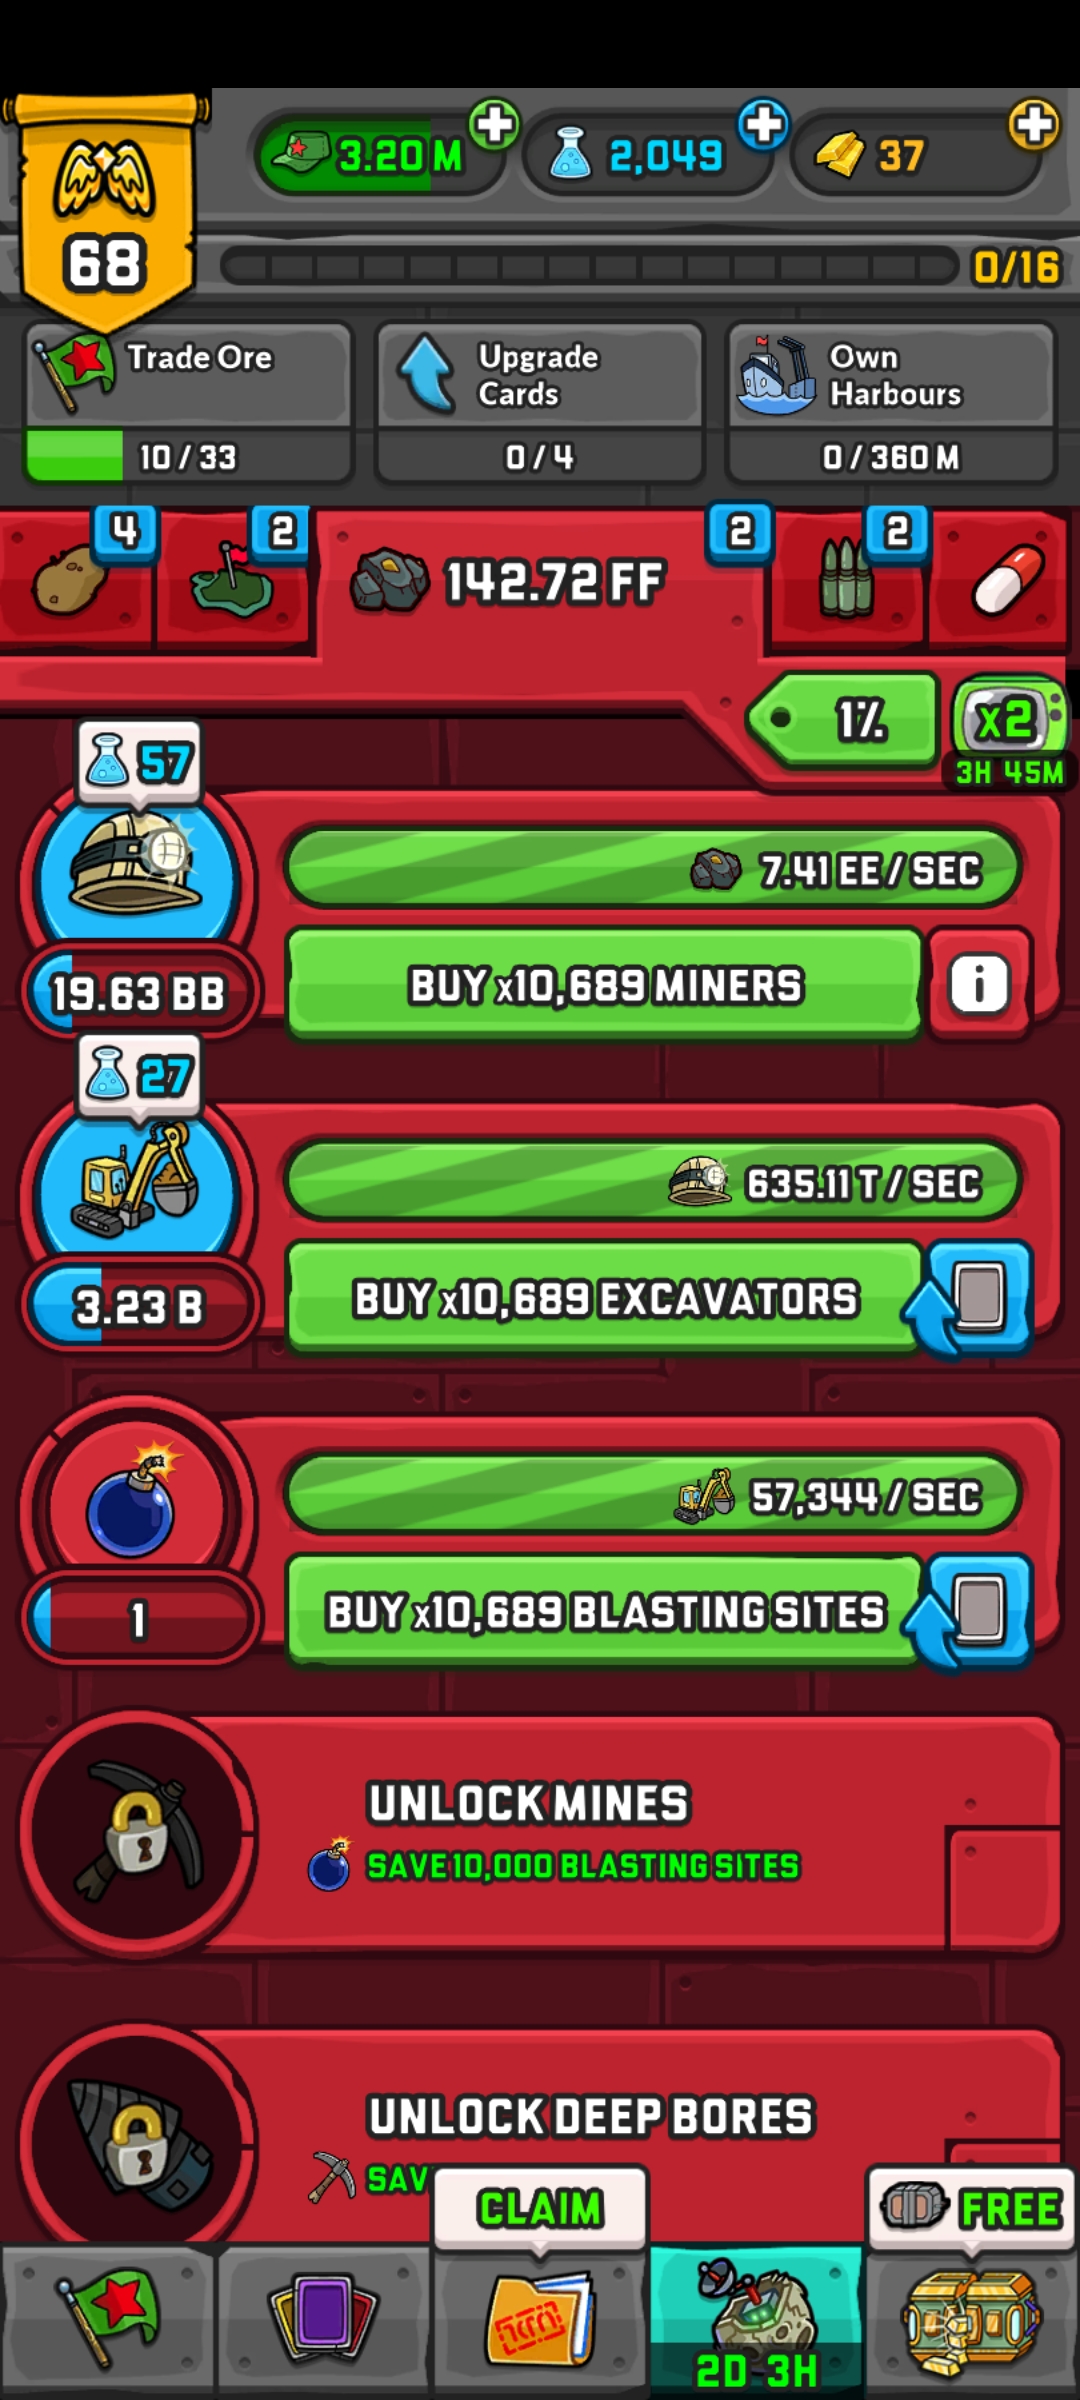 68
3.20 M
2,049
37
0/16
Trade Ore
10 / 33
Upgrade
Cards
0 / 4
Own
Harbours
0 / 360 M
4
2
142.72 FF
2
2
1%
x2
3H 45M
57
7.41 EE / SEC
19.63 BB
BUY x10,689 MINERS
i
27
635.11 T / SEC
3.23 B
BUY x10,689 EXCAVATORS
57,344 / SEC
1
BUY x10,689 BLASTING SITES
UNLOCK MINES
SAVE 10,000 BLASTING SITES
UNLOCK DEEP BORES
SAV
CLAIM
FREE
2D 3H